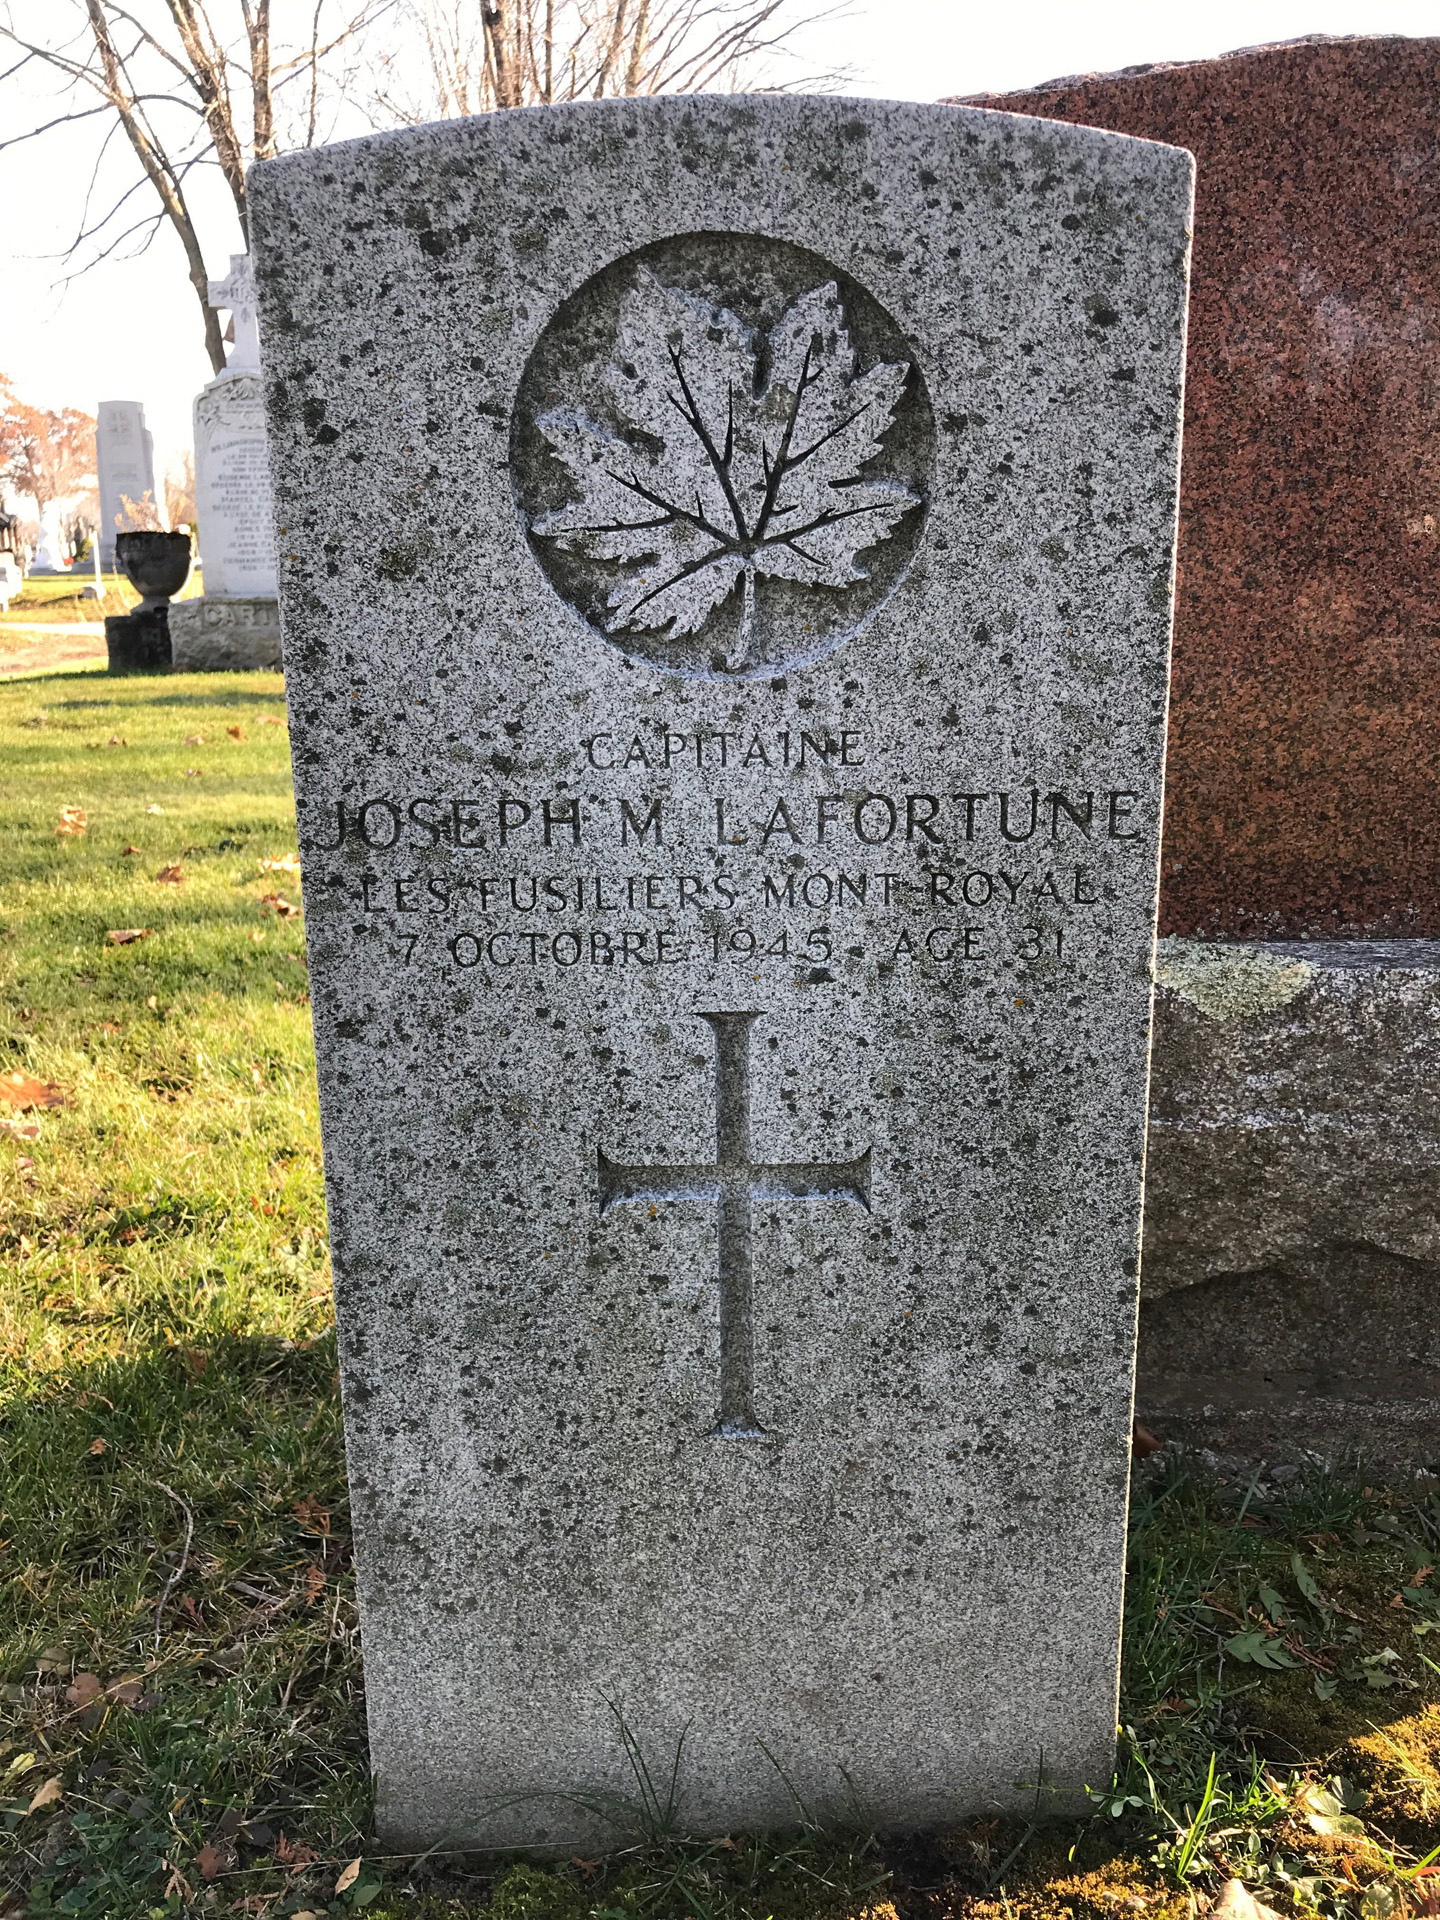 CAPITAINE
JOSEPH M. LAFORTUNE
LES FUSILIERS MONT-ROYAL
7 OCTOBRE 1945 AGE 31